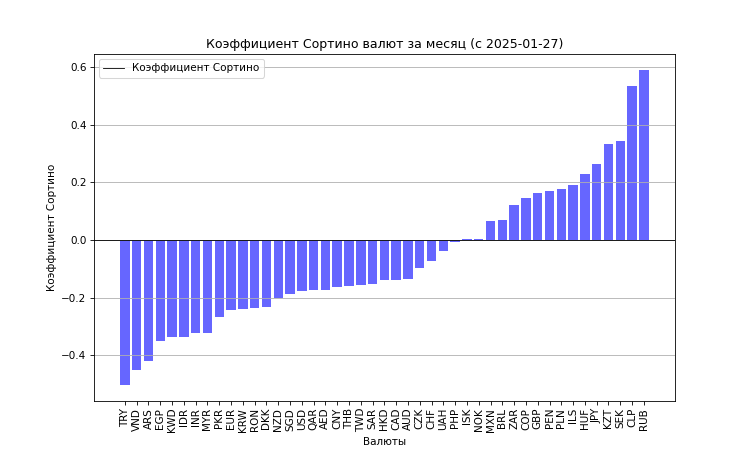 Коэффициент Сортино валют за месяц (с 2025-01-27)
Коэффициент Сортино
Коэффициент Сортино
0.6
0.4
0.2
0.0
−0.2
−0.4
TRY VND ARS EGP KWD IDR INR MYR PKR EUR KRW RON DKK NZD SGD USD QAR AED CNY THB TWD SAR HKD CAD AUD CZK CHF UAH PHP ISK NOK MXN BRL ZAR COP GBP PEN PLN ILS HUF JPY KZT SEK CLP RUB
Валюты